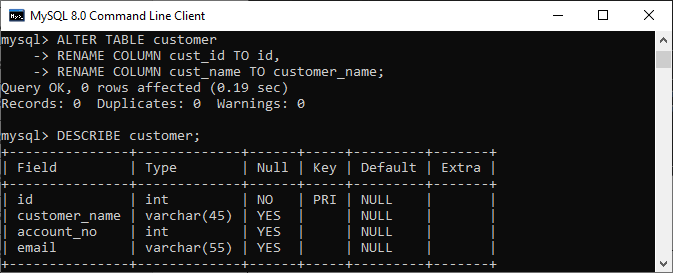 MySQL 8.0 Command Line Client
mysql> ALTER TABLE customer
    -> RENAME COLUMN cust_id TO id,
    -> RENAME COLUMN cust_name TO customer_name;
Query OK, 0 rows affected (0.19 sec)
Records: 0  Duplicates: 0  Warnings: 0

mysql> DESCRIBE customer;
+---------------+-------------+------+-----+---------+-------+
| Field         | Type        | Null | Key | Default | Extra |
+---------------+-------------+------+-----+---------+-------+
| id            | int         | NO   | PRI | NULL    |       |
| customer_name | varchar(45) | YES  |     | NULL    |       |
| account_no    | int         | YES  |     | NULL    |       |
| email         | varchar(55) | YES  |     | NULL    |       |
+---------------+-------------+------+-----+---------+-------+